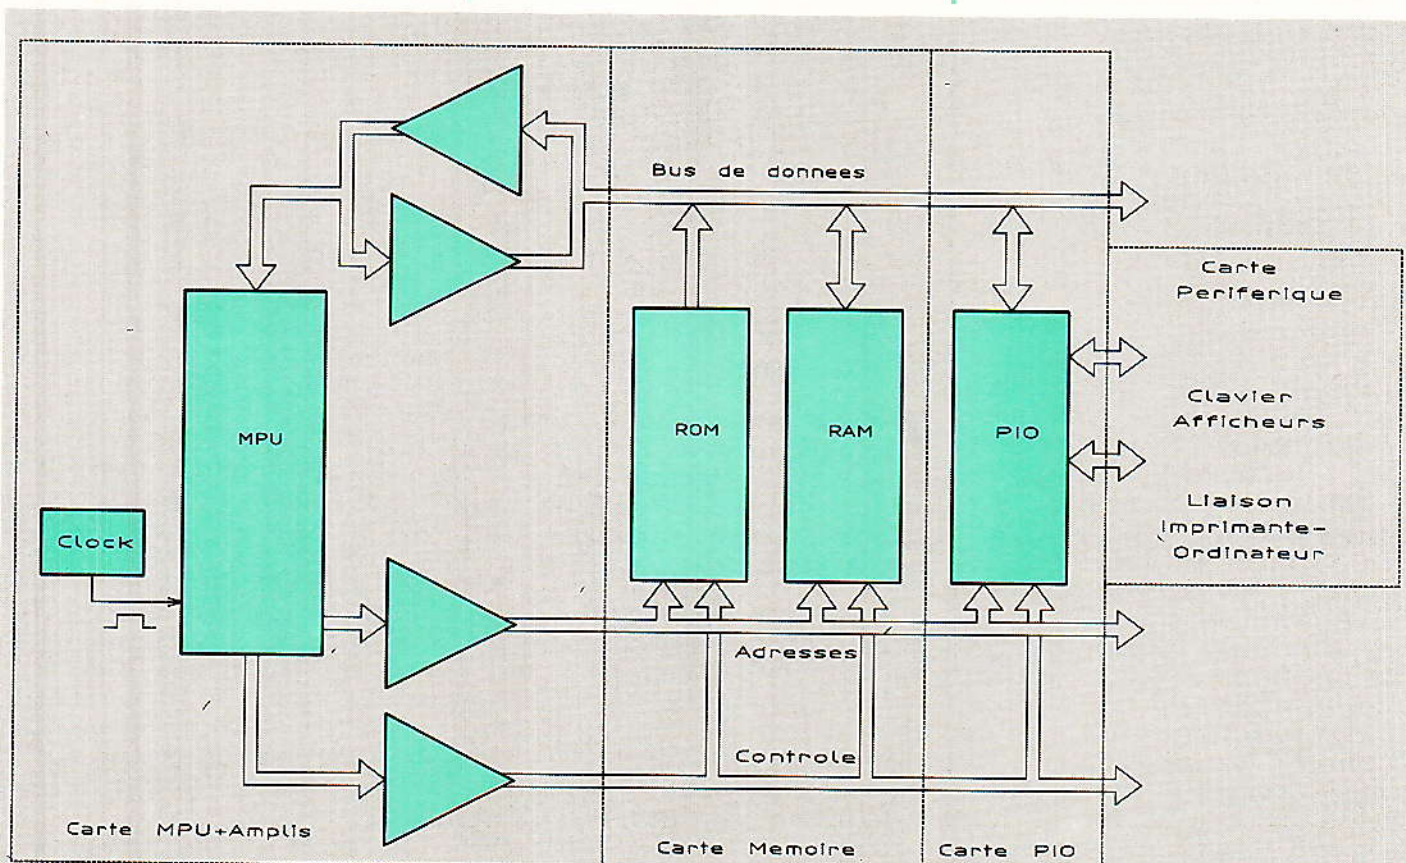 Bus de donnees
Carte
Periferique
MPU
ROM
RAM
PIO
Clavier
Afficheurs
Clock
Liaison
Imprimante-
Ordinateur
Adresses
Controle
Carte MPU+Amplis
Carte Memoire
Carte PIO